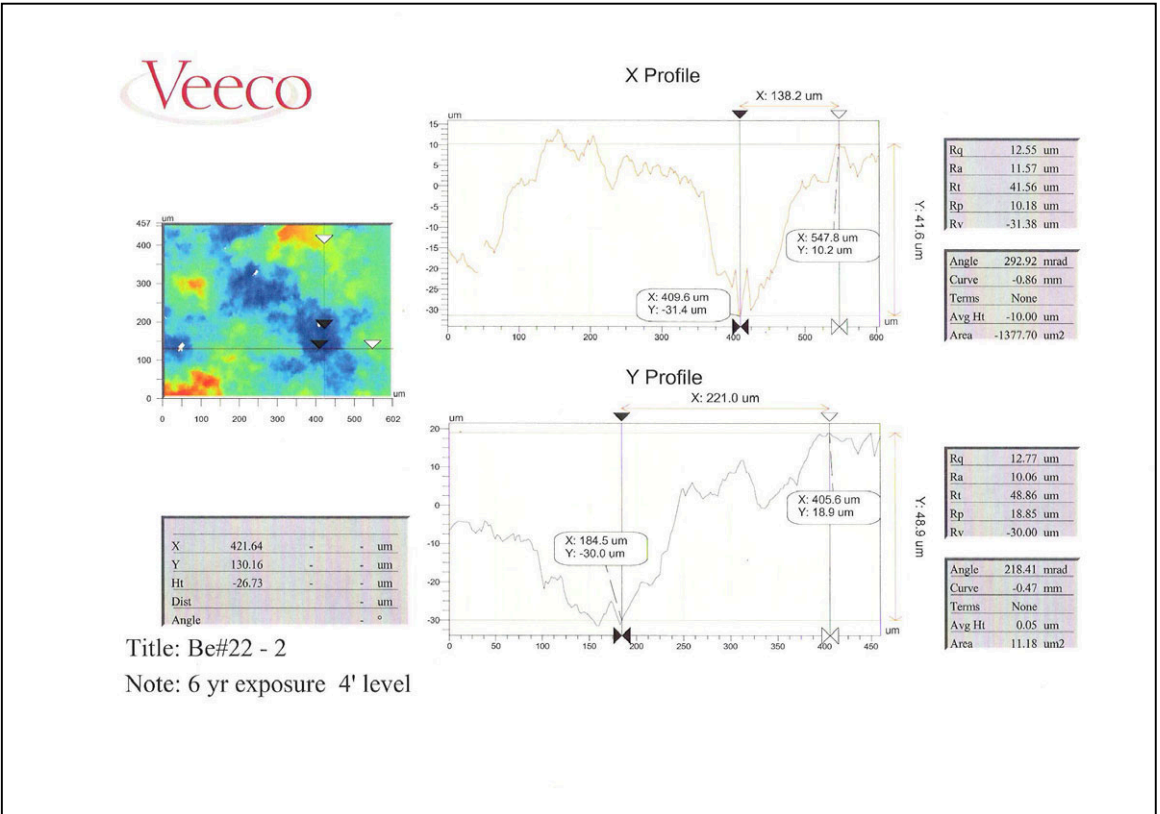 Veeco
X Profile
X: 138.2 um
um
15
10
5
0
-5
-10
-15
-20
-25
-30
0 100 200 300 400 500 600
um
X: 547.8 um
Y: 10.2 um
X: 409.6 um
Y: -31.4 um
Y: 41.6 um
Rq 12.55 um
Ra 11.57 um
Rt 41.56 um
Rp 10.18 um
Rv -31.38 um
Angle 292.92 mrad
Curve -0.86 mm
Terms None
Avg Ht -10.00 um
Area -1377.70 um2
um
457
400
300
200
100
0
um
0 100 200 300 400 500 602
Y Profile
X: 221.0 um
um
20
10
0
-10
-20
-30
0 50 100 150 200 250 300 350 400 450
um
X: 405.6 um
Y: 18.9 um
X: 184.5 um
Y: -30.0 um
Y: 48.9 um
Rq 12.77 um
Ra 10.06 um
Rt 48.86 um
Rp 18.85 um
Rv -30.00 um
Angle 218.41 mrad
Curve -0.47 mm
Terms None
Avg Ht 0.05 um
Area 11.18 um2
X 421.64 - - um
Y 130.16 - - um
Ht -26.73 - - um
Dist - um
Angle - °
Title: Be#22 - 2
Note: 6 yr exposure 4' level